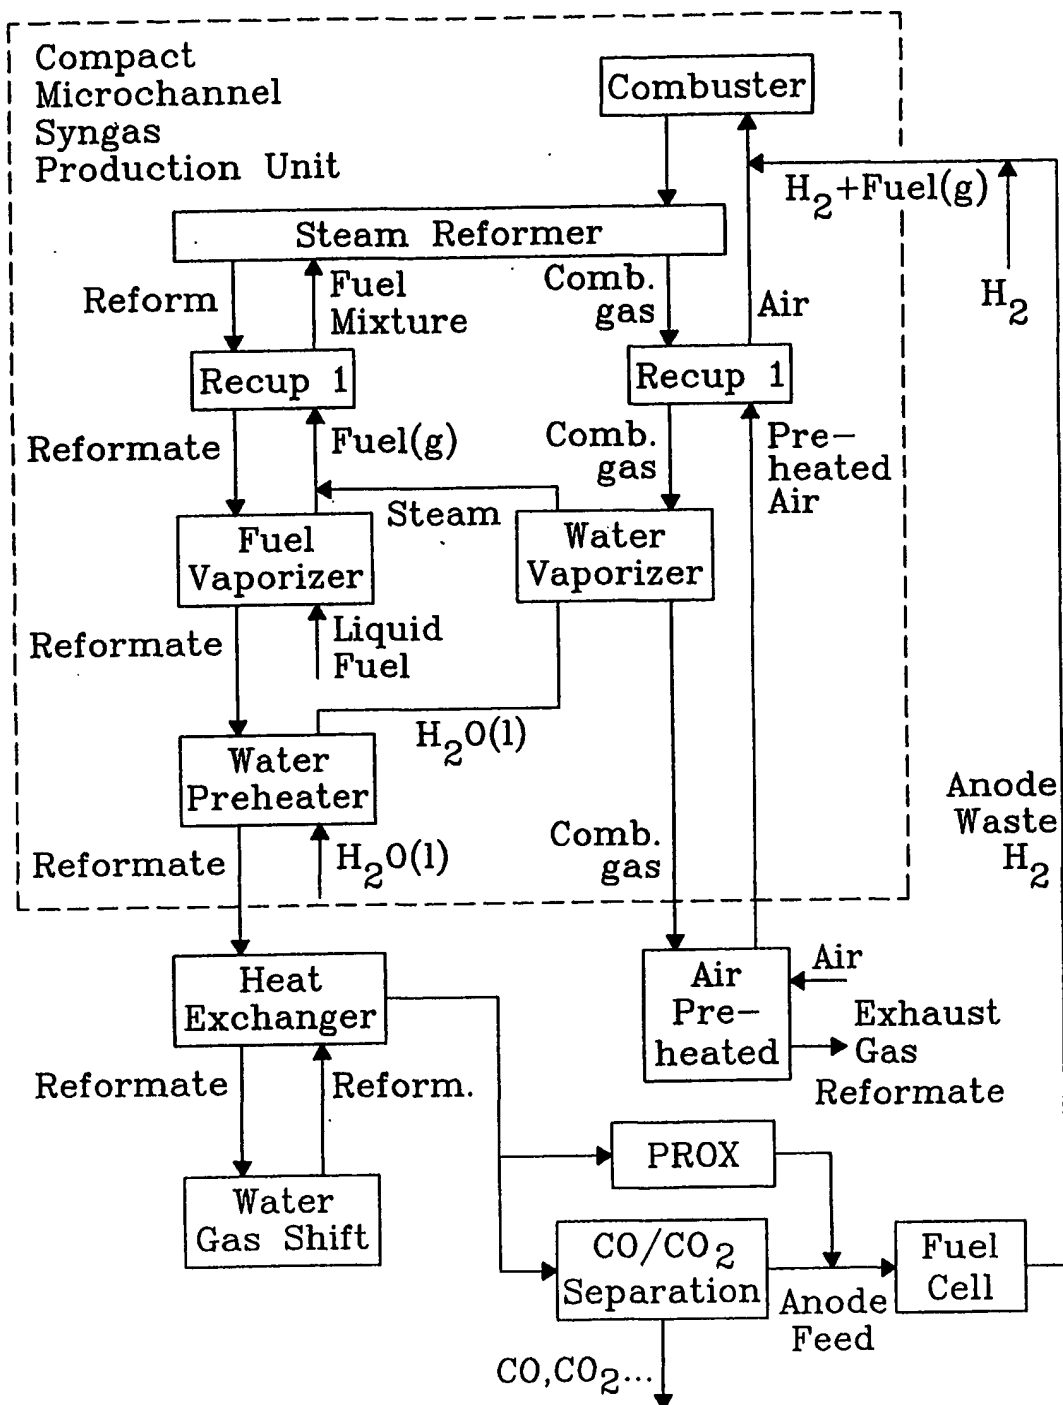 Compact
Microchannel
Syngas
Production Unit
Combuster
H2+Fuel(g)
H2
Steam Reformer
Reform
Fuel
Mixture
Comb.
gas
Air
Recup 1
Recup 1
Reformate
Fuel(g)
Comb.
gas
Pre-
heated
Air
Steam
Fuel
Vaporizer
Water
Vaporizer
Reformate
Liquid
Fuel
H2O(l)
Water
Preheater
Anode
Waste
H2
Reformate
H2O(l)
Comb.
gas
Heat
Exchanger
Air
Pre-
heated
Air
Exhaust
Gas
Reformate
Reformate
Reform.
PROX
Water
Gas Shift
CO/CO2
Separation
Fuel
Cell
Anode
Feed
CO,CO2...